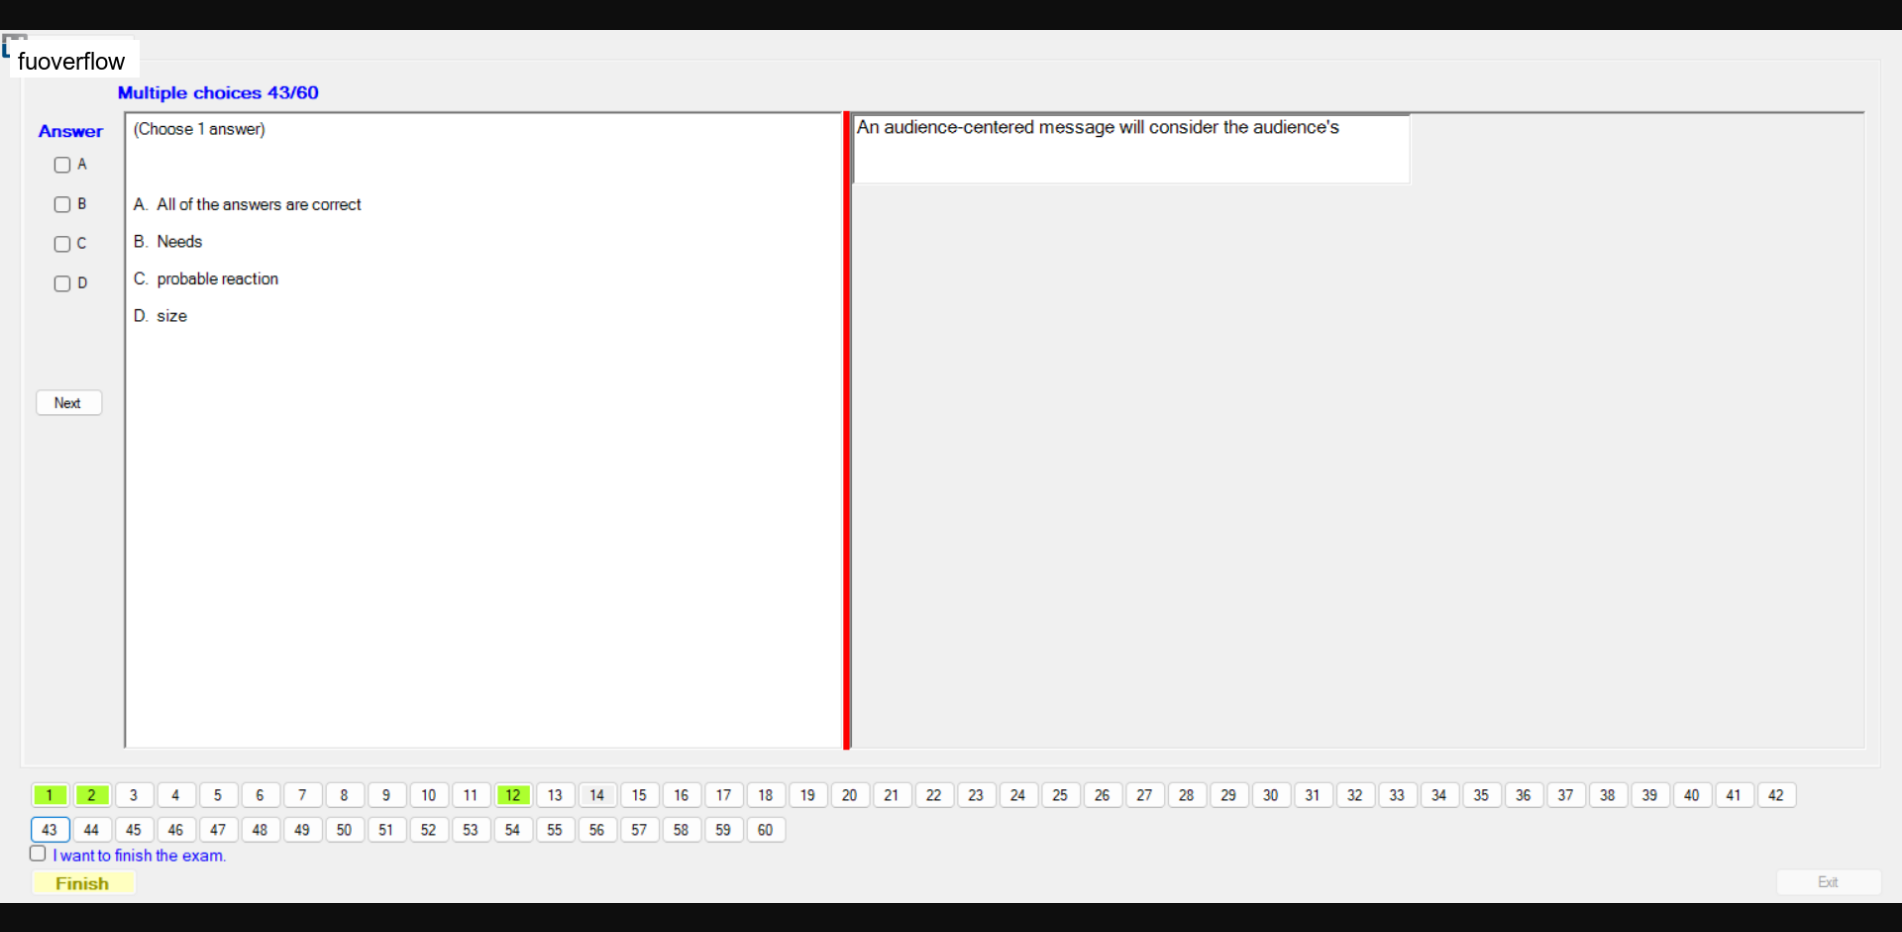 fuoverflow
Multiple choices 43/60
Answer
(Choose 1 answer)
An audience-centered message will consider the audience's
A
B
C
D
A. All of the answers are correct
B. Needs
C. probable reaction
D. size
Next
1 2 3 4 5 6 7 8 9 10 11 12 13 14 15 16 17 18 19 20 21 22 23 24 25 26 27 28 29 30 31 32 33 34 35 36 37 38 39 40 41 42
43 44 45 46 47 48 49 50 51 52 53 54 55 56 57 58 59 60
I want to finish the exam.
Finish
Exit